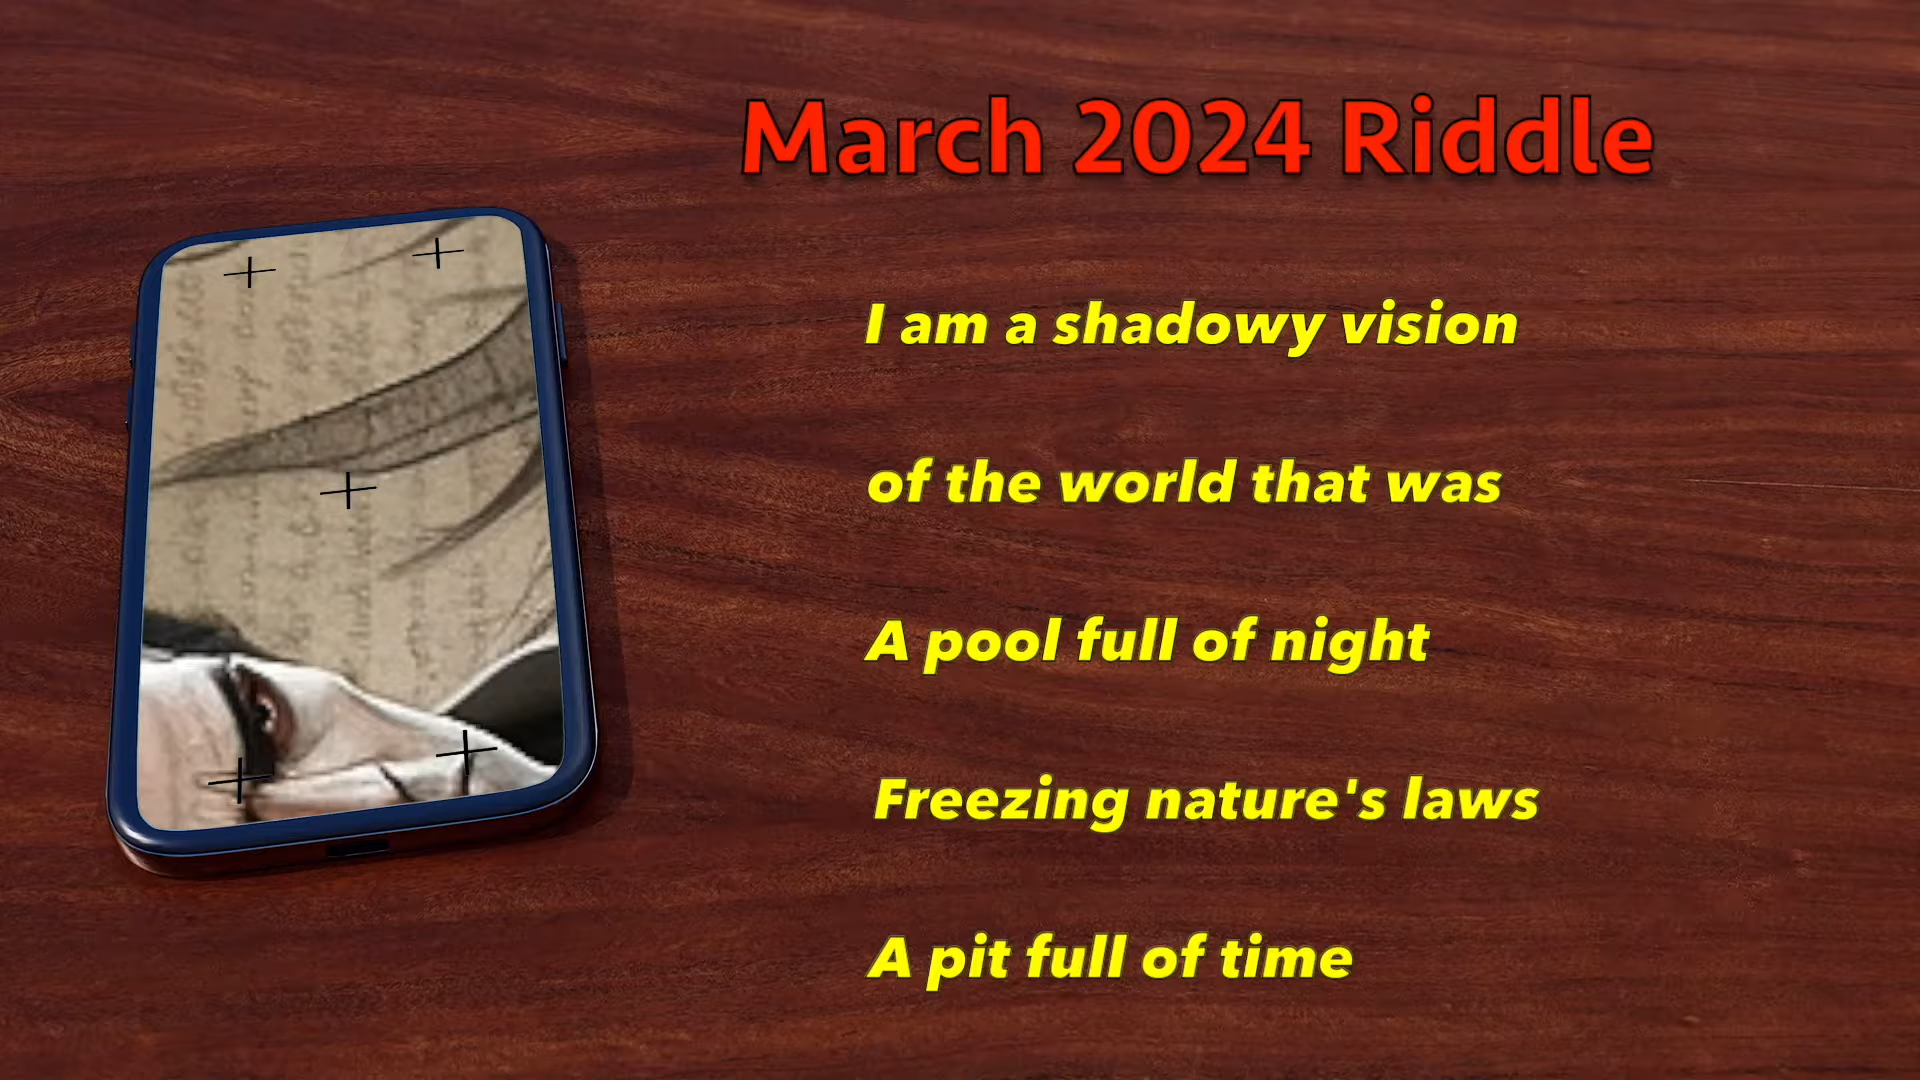 March 2024 Riddle
I am a shadowy vision
of the world that was
A pool full of night
Freezing nature's laws
A pit full of time